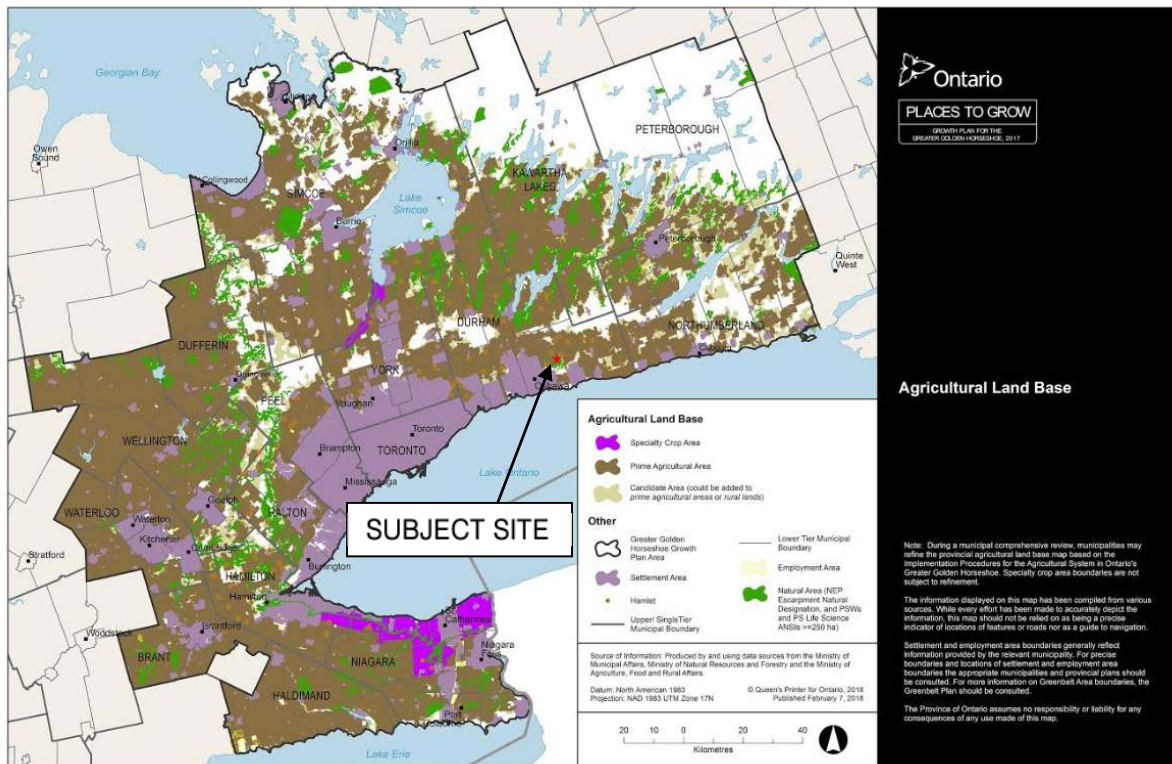 Georgian Bay
Owen
Sound
Collingwood
Orillia
SIMCOE
Barrie
Lake
Simcoe
KAWARTHA
LAKES
PETERBOROUGH
Peterborough
Quinte
West
DURHAM
NORTHUMBERLAND
Cobourg
DUFFERIN
YORK
Oshawa
PEEL
Vaughan
WELLINGTON
Brampton
Toronto
TORONTO
Mississauga
Lake Ontario
Guelph
WATERLOO
Waterloo
Kitchener
HALTON
SUBJECT SITE
Stratford
Cambridge
Burlington
HAMILTON
Hamilton
Woodstock
Brantford
BRANT
St.
Catharines
NIAGARA
Niagara
Falls
HALDIMAND
Port
Lake Erie
Agricultural Land Base
Specialty Crop Area
Prime Agricultural Area
Candidate Area (could be added to
prime agricultural areas or rural lands)
Other
Greater Golden
Horseshoe Growth
Plan Area
Settlement Area
Hamlet
Upper/ SingleTier
Municipal Boundary
Lower Tier Municipal
Boundary
Employment Area
Natural Area (NEP
Escarpment Natural
Designation, and PSWs
and PS Life Science
ANSIs >=250 ha)
Source of Information: Produced by and using data sources from the Ministry of
Municipal Affairs, Ministry of Natural Resources and Forestry and the Ministry of
Agriculture, Food and Rural Affairs.
Datum: North American 1983
Projection: NAD 1983 UTM Zone 17N
© Queen's Printer for Ontario, 2018
Published February 7, 2018
20 10 0 20 40
Kilometres
Ontario
PLACES TO GROW
GROWTH PLAN FOR THE
GREATER GOLDEN HORSESHOE, 2017
Agricultural Land Base
Note: During a municipal comprehensive review, municipalities may
refine the provincial agricultural land base map based on the
Implementation Procedures for the Agricultural System in Ontario's
Greater Golden Horseshoe. Specialty crop area boundaries are not
subject to refinement.
The information displayed on this map has been compiled from various
sources. While every effort has been made to accurately depict the
information, this map should not be relied on as being a precise
indicator of locations of features or roads nor as a guide to navigation.
Settlement and employment area boundaries generally reflect
information provided by the relevant municipality. For precise
boundaries and locations of settlement and employment area
boundaries the appropriate municipalities and provincial plans should
be consulted. For more information on Greenbelt Area boundaries, the
Greenbelt Plan should be consulted.
The Province of Ontario assumes no responsibility or liability for any
consequences of any use made of this map.